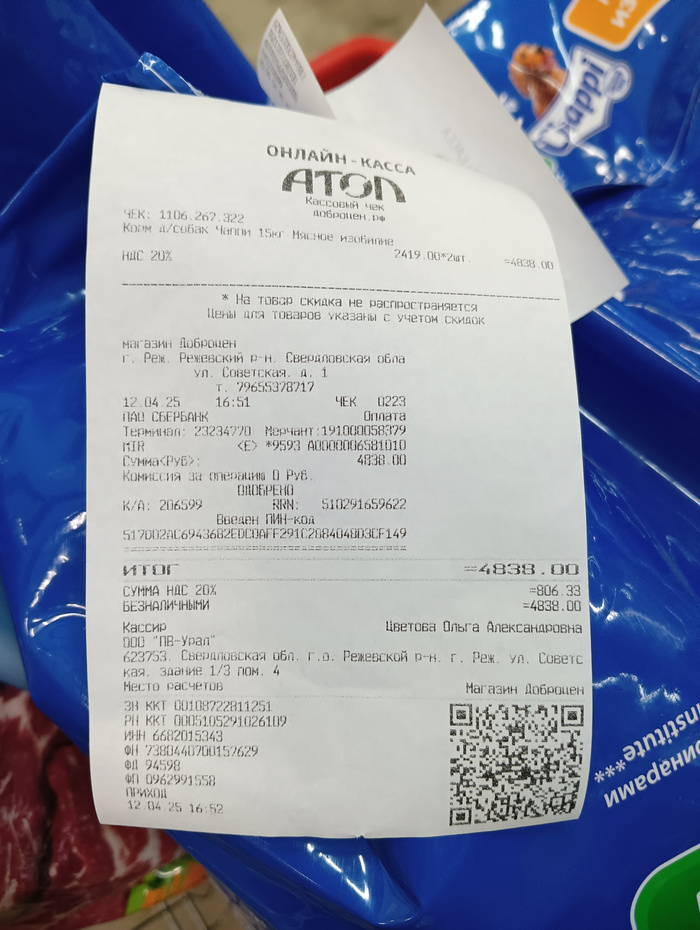 Chappi
ОНЛАЙН-КАССА
АТОЛ
Кассовый чек
доброцен.рф
ЧЕК: 1106.267.322
Корм д/собак Чаппи 15кг Мясное изобилие
2419.00*2шт. =4838.00
НДС 20%
* На товар скидка не распространяется
Цены для товаров указаны с учетом скидок
магазин Доброцен
г. Реж. Режевский р-н. Свердловская обла
ул. Советская. д. 1
т. 79655378717
12.04.25 16:51 ЧЕК 0223
ПАО СБЕРБАНК Оплата
Терминал: 23234770 Мерчант:191000058379
MIR <E> *9593 A0000006581010
Сумма<Руб>: 4838.00
Комиссия за операцию 0 Руб.
ОДОБРЕНО
К/А: 206599 RRN: 510291659622
Введен ПИН-код
517D02AC6943682EDC0AFF291C288404803CF149
ИТОГ =4838.00
СУММА НДС 20% =806.33
БЕЗНАЛИЧНЫМИ =4838.00
Кассир Цветова Ольга Александровна
ООО "ПВ-Урал"
623753. Свердловская обл. г.о. Режевской р-н. г. Реж. ул. Советс
кая. здание 1/3 пом. 4
Место расчетов Магазин Доброцен
ЗН ККТ 00108722811251
РН ККТ 0005105291026109
ИНН 6682015343
ФН 7380440700157629
ФД 94598
ФП 0962991558
ПРИХОД
12.04.25 16:52